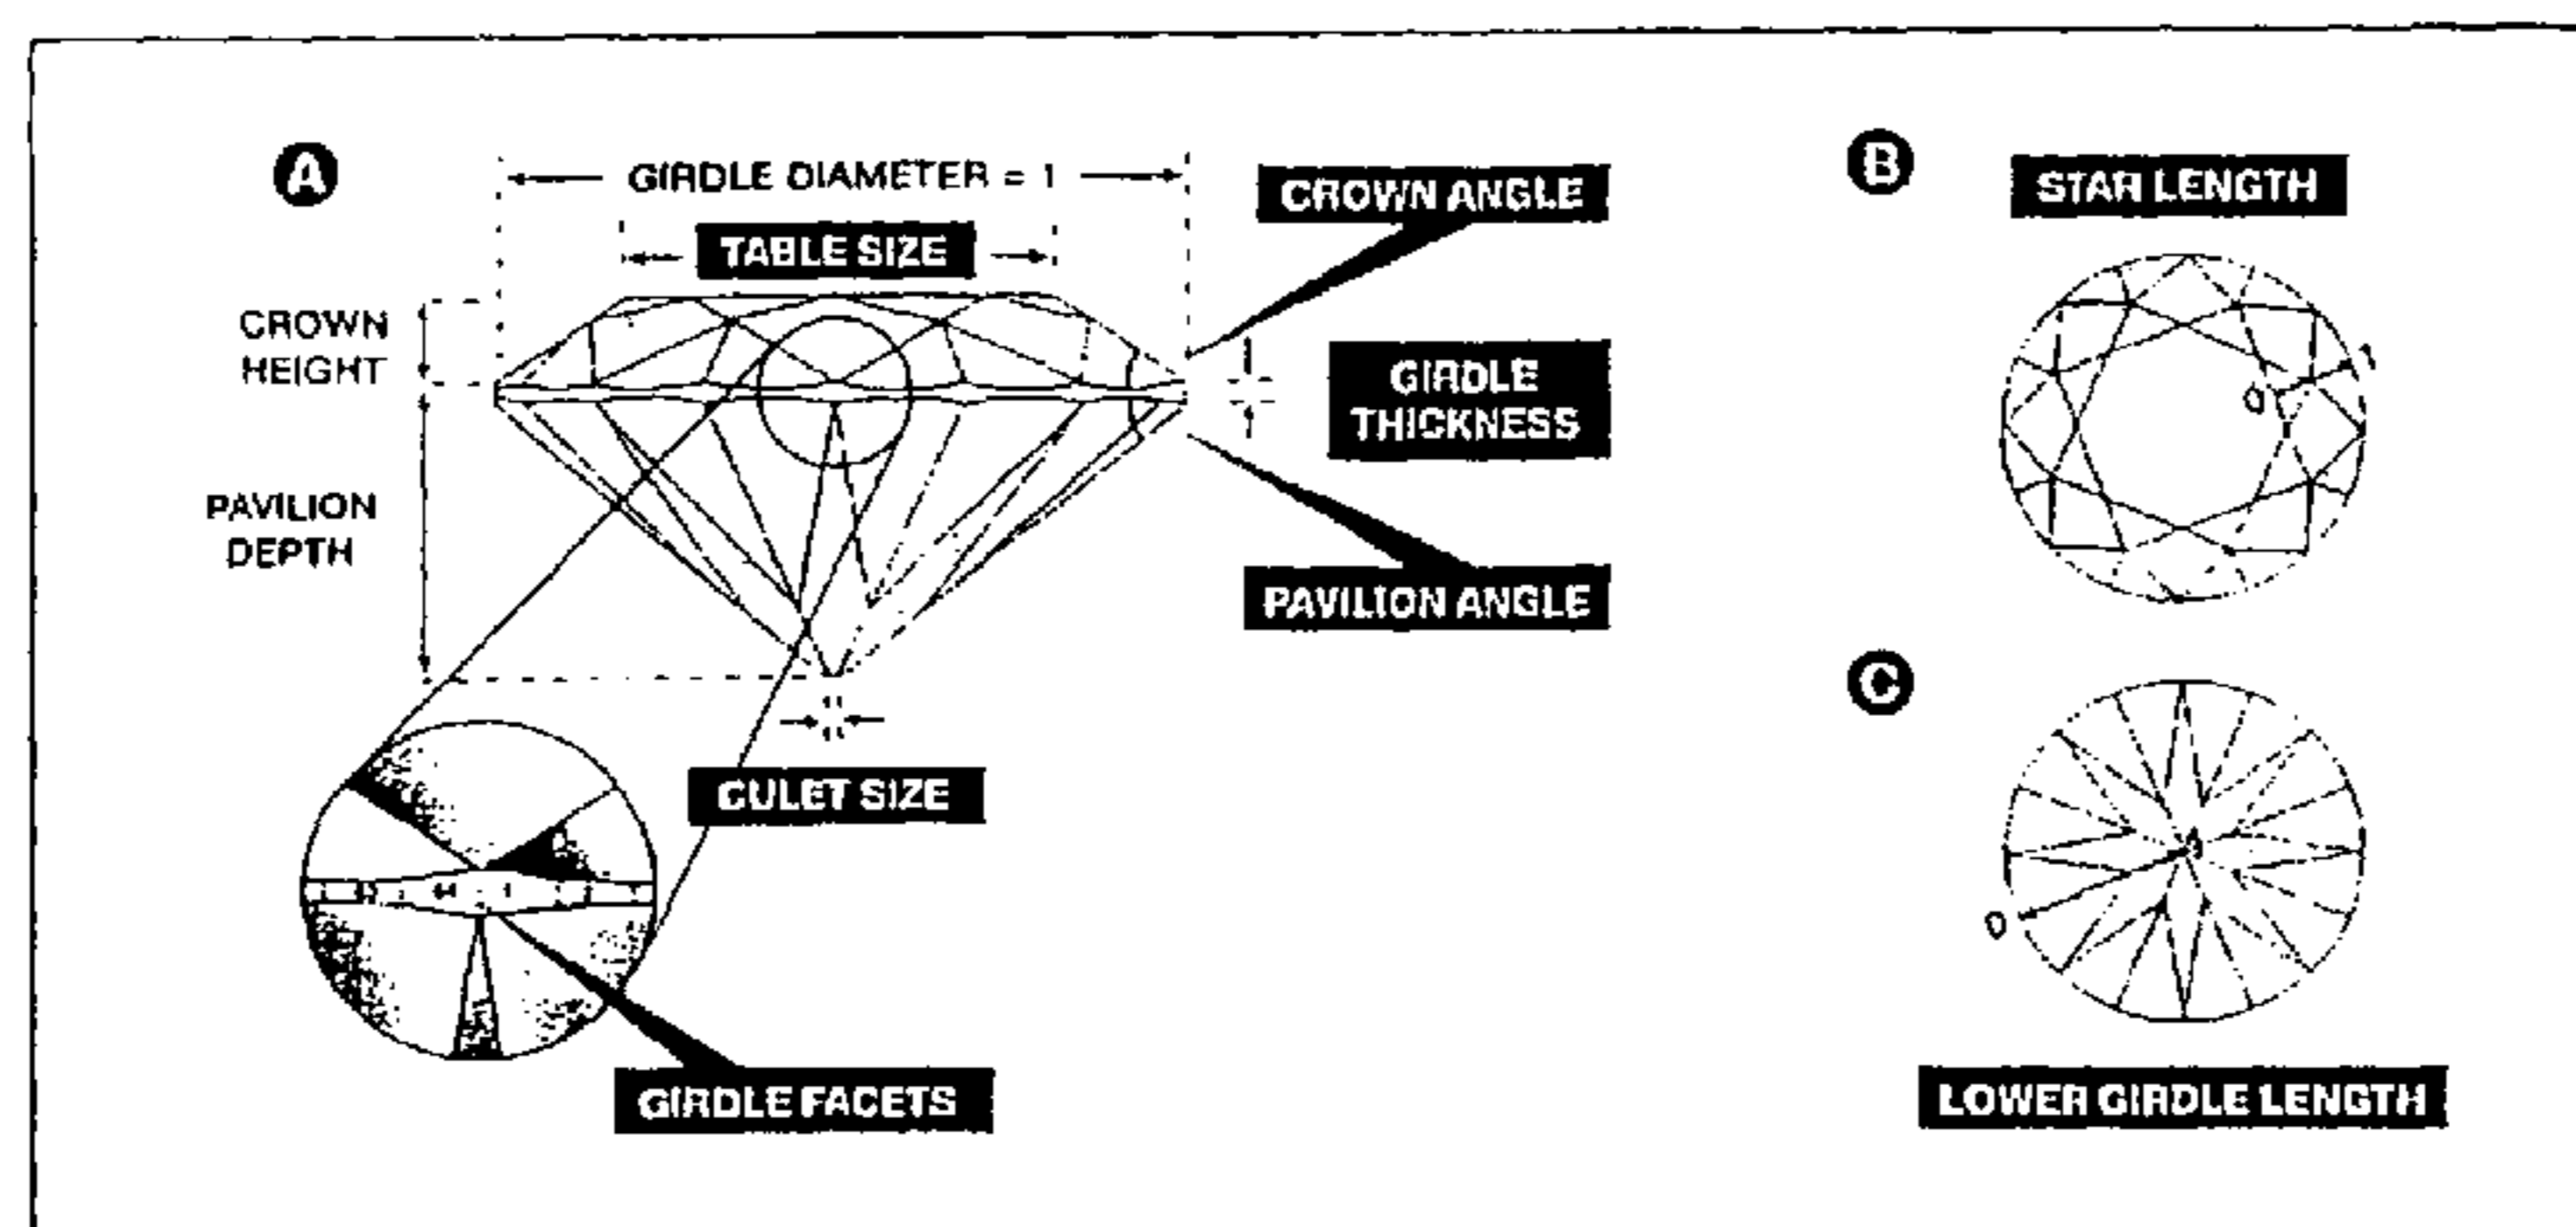 A
GIRDLE DIAMETER = 1
TABLE SIZE
CROWN
HEIGHT
PAVILION
DEPTH
CROWN ANGLE
GIRDLE
THICKNESS
PAVILION ANGLE
CULET SIZE
GIRDLE FACETS
B
STAR LENGTH
0
1
C
0
LOWER GIRDLE LENGTH